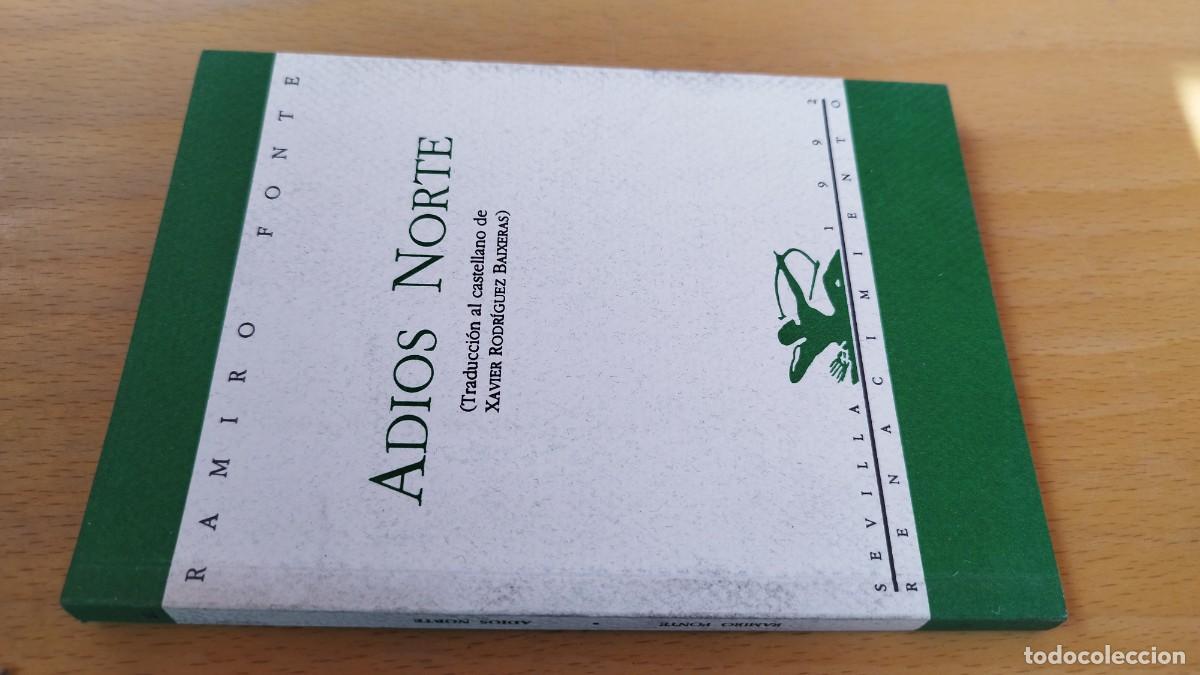 RAMIRO FONTE
ADIOS NORTE
(Traducción al castellano de
XAVIER RODRÍGUEZ BAIXERAS)
SEVILLA 1992
RENACIMIENTO
RAMIRO FONTE • ADIOS NORTE
todocoleccion